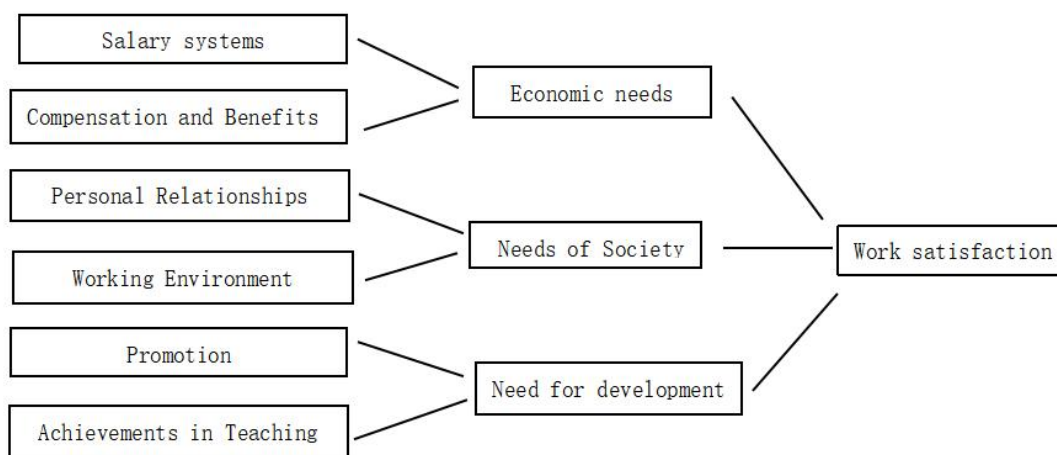 Salary systems
Compensation and Benefits
Personal Relationships
Working Environment
Promotion
Achievements in Teaching
Economic needs
Needs of Society
Need for development
Work satisfaction